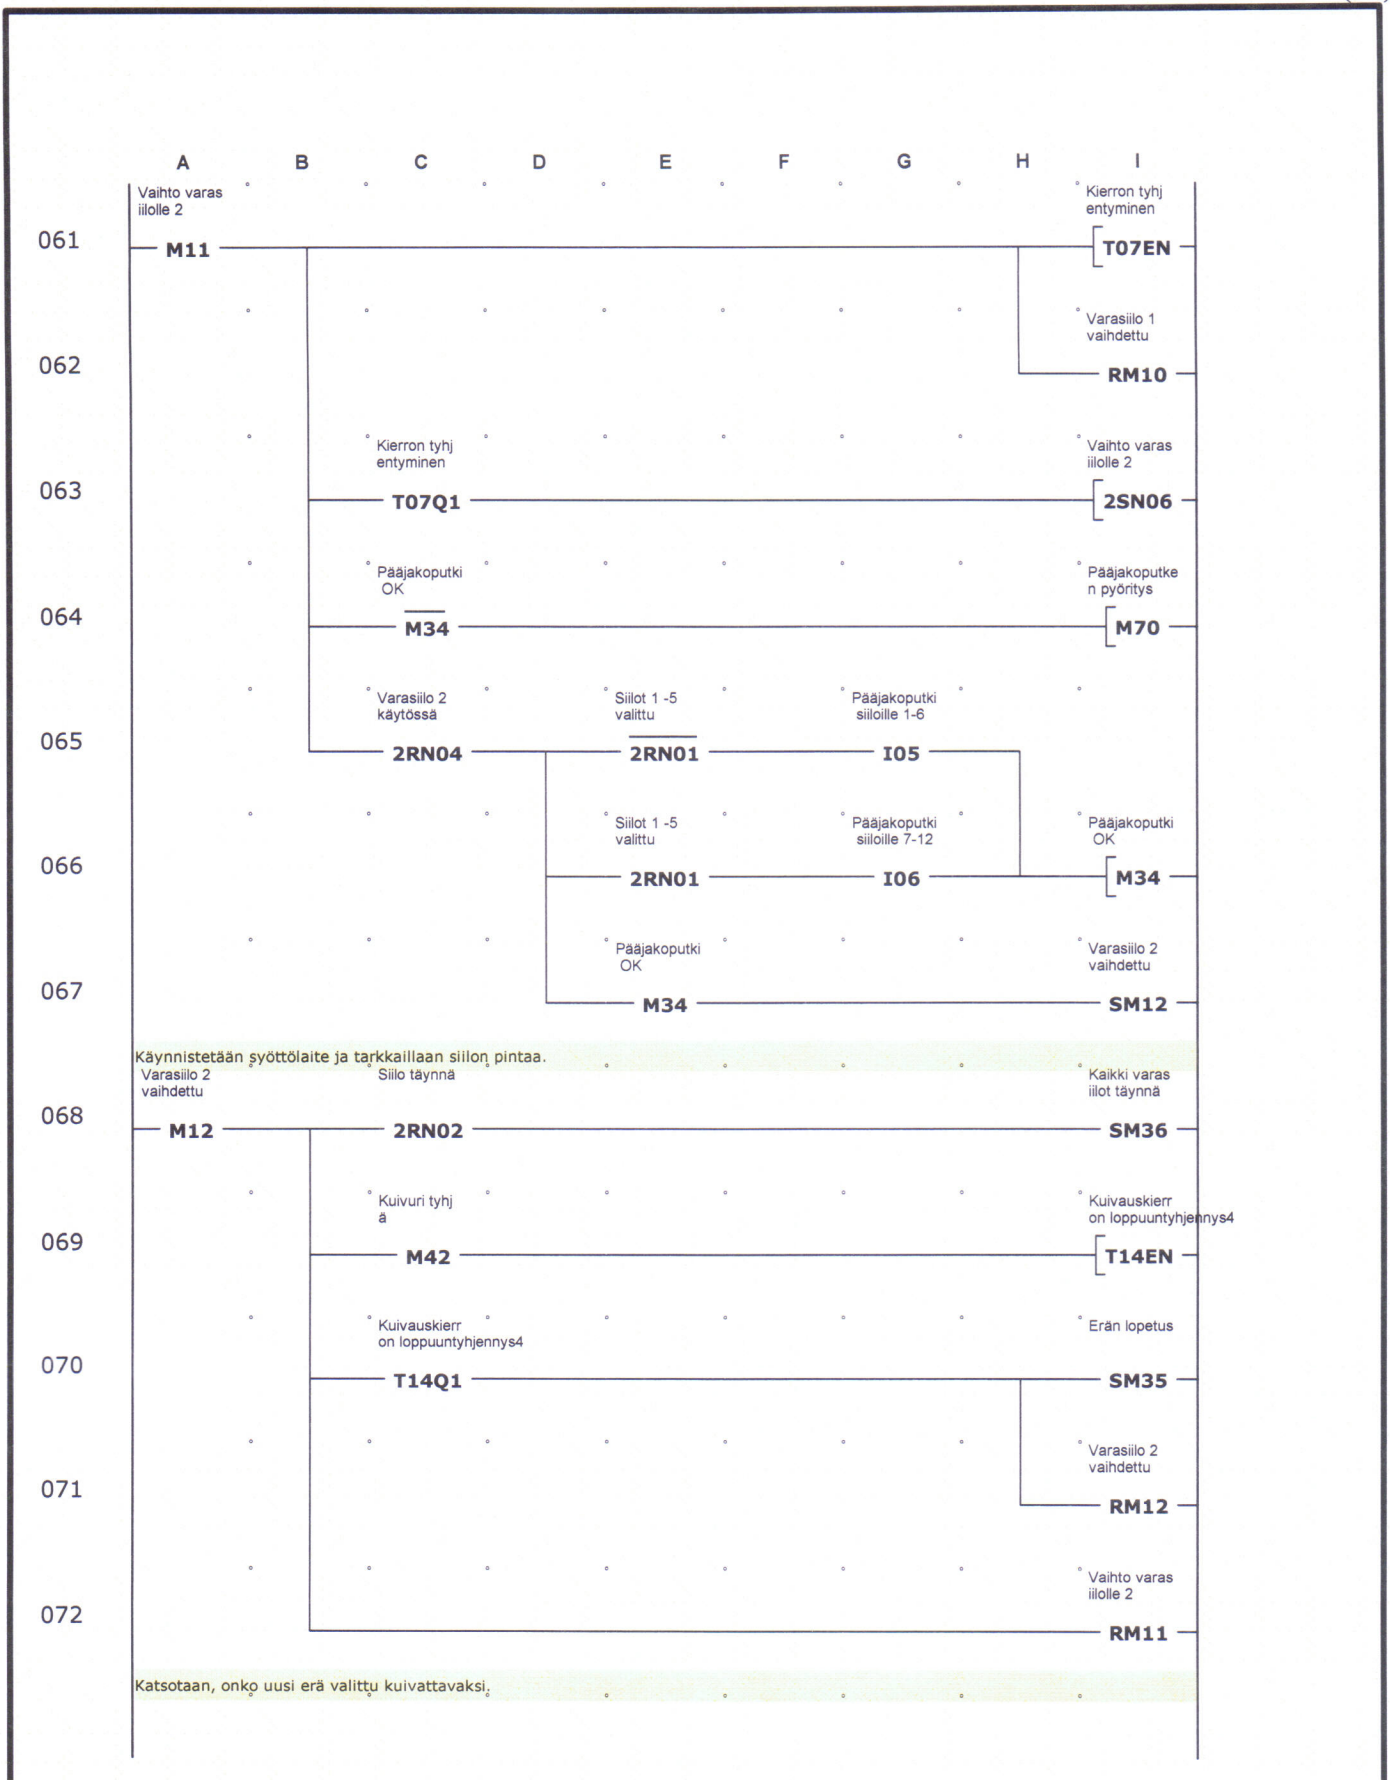 A B C D E F G H I
Vaihto varas
iilolle 2
Kierron tyhj
entyminen
061
M11
T07EN
Varasiilo 1
vaihdettu
062
RM10
Kierron tyhj
entyminen
Vaihto varas
iilolle 2
063
T07Q1
2SN06
Pääjakoputki
OK
Pääjakoputke
n pyöritys
064
M34
M70
Varasiilo 2
käytössä
Siilot 1 -5
valittu
Pääjakoputki
siiloille 1-6
065
2RN04
2RN01
I05
Siilot 1 -5
valittu
Pääjakoputki
siiloille 7-12
Pääjakoputki
OK
066
2RN01
I06
M34
Pääjakoputki
OK
Varasiilo 2
vaihdettu
067
M34
SM12
Käynnistetään syöttölaite ja tarkkaillaan siilon pintaa.
Varasiilo 2
vaihdettu
Siilo täynnä
Kaikki varas
iilot täynnä
068
M12
2RN02
SM36
Kuivuri tyhj
ä
Kuivauskierr
on loppuuntyhjennys4
069
M42
T14EN
Kuivauskierr
on loppuuntyhjennys4
Erän lopetus
070
T14Q1
SM35
Varasiilo 2
vaihdettu
071
RM12
Vaihto varas
iilolle 2
072
RM11
Katsotaan, onko uusi erä valittu kuivattavaksi.